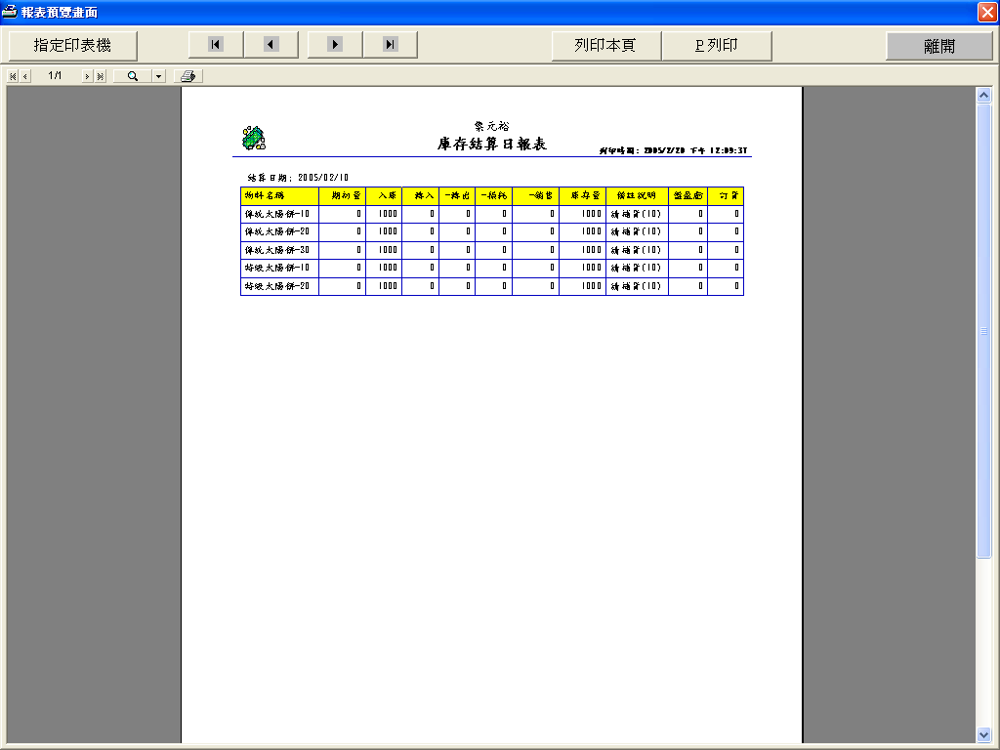 報表預覽畫面
指定印表機 列印本頁 P 列印 離開
1/1
集元裕
庫存結算日報表
列印時間: 2005/2/20 下午 12:09:37
結算日期: 2005/02/10
物料名稱 期初量 入庫 轉入 -轉出 -損耗 -銷售 庫存量 備註說明 盤盈虧 訂貨
傳統太陽餅-10 0 1000 0 0 0 0 1000 請補貨(10) 0 0
傳統太陽餅-20 0 1000 0 0 0 0 1000 請補貨(10) 0 0
傳統太陽餅-30 0 1000 0 0 0 0 1000 請補貨(10) 0 0
特級太陽餅-10 0 1000 0 0 0 0 1000 請補貨(10) 0 0
特級太陽餅-20 0 1000 0 0 0 0 1000 請補貨(10) 0 0